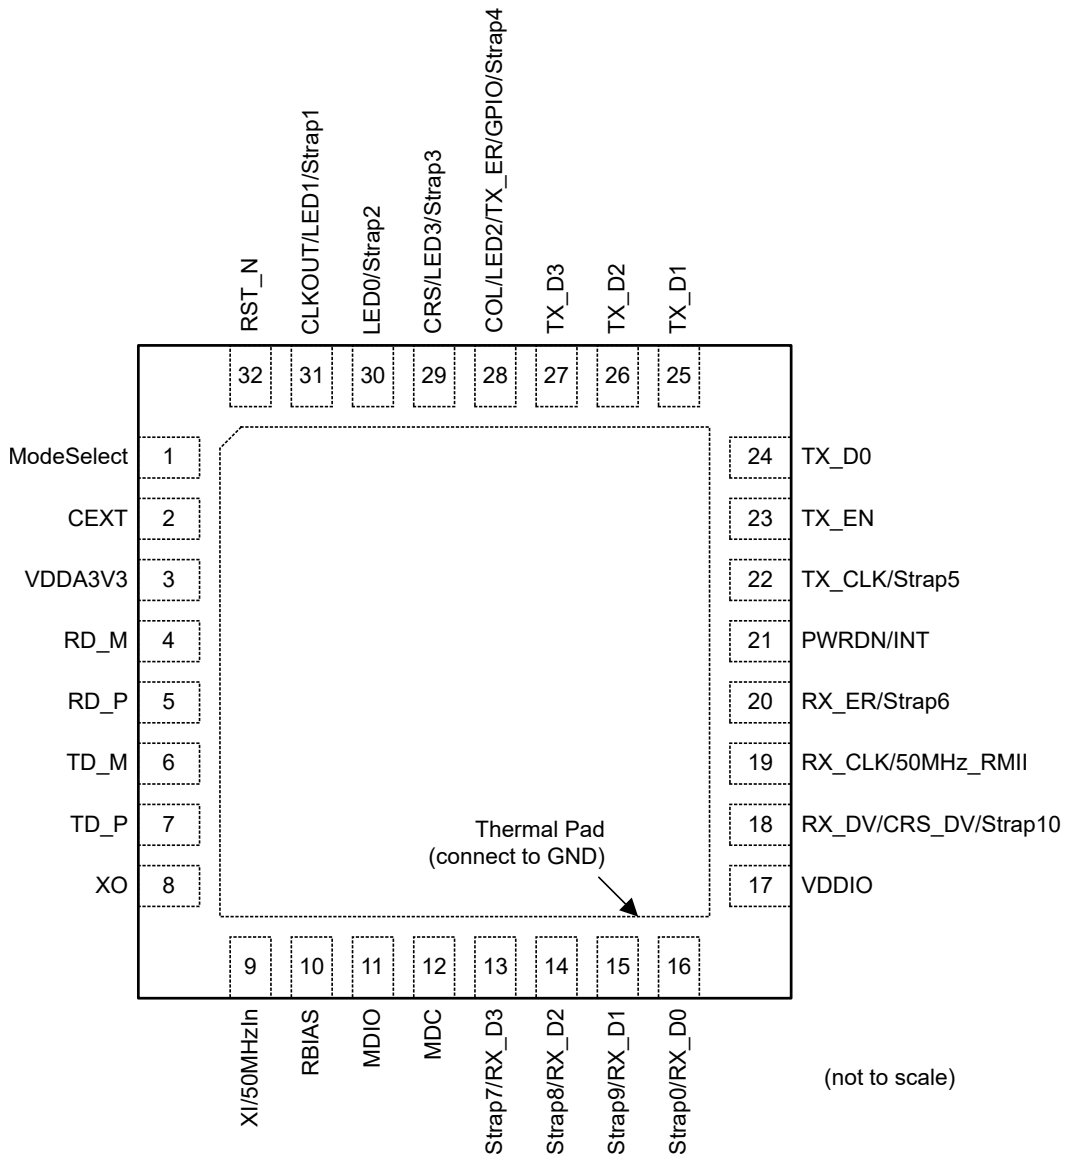 RST_N
CLKOUT/LED1/Strap1
LED0/Strap2
CRS/LED3/Strap3
COL/LED2/TX_ER/GPIO/Strap4
TX_D3
TX_D2
TX_D1
32
31
30
29
28
27
26
25
ModeSelect 1
CEXT 2
VDDA3V3 3
RD_M 4
RD_P 5
TD_M 6
TD_P 7
XO 8
24 TX_D0
23 TX_EN
22 TX_CLK/Strap5
21 PWRDN/INT
20 RX_ER/Strap6
19 RX_CLK/50MHz_RMII
18 RX_DV/CRS_DV/Strap10
17 VDDIO
Thermal Pad
(connect to GND)
9
10
11
12
13
14
15
16
XI/50MHzIn
RBIAS
MDIO
MDC
Strap7/RX_D3
Strap8/RX_D2
Strap9/RX_D1
Strap0/RX_D0
(not to scale)